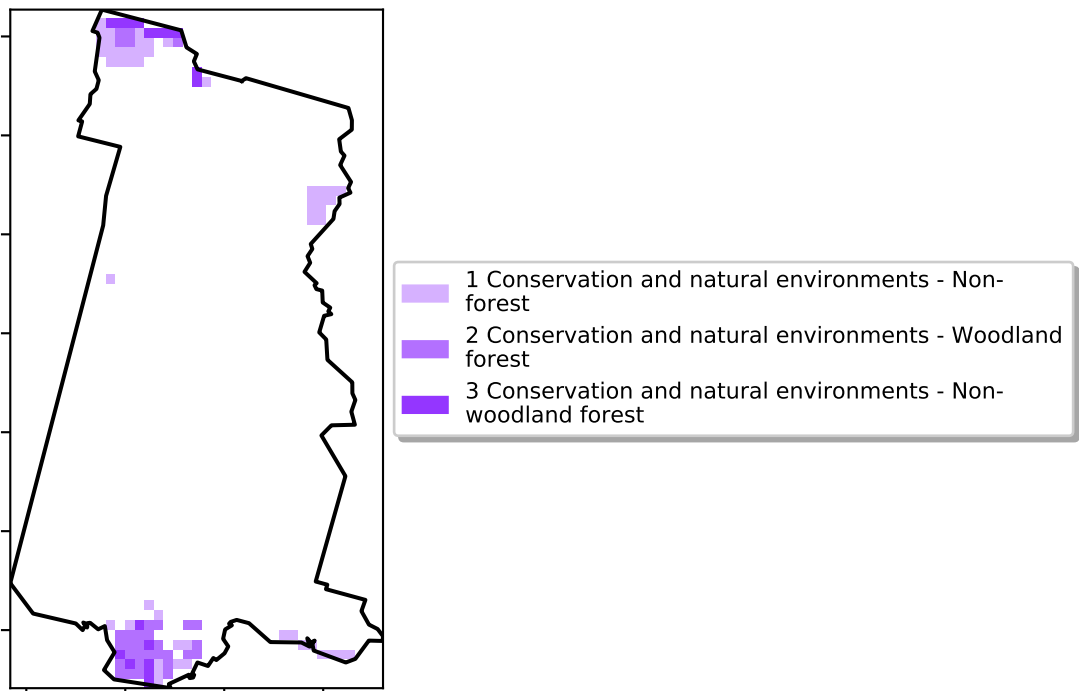 1 Conservation and natural environments - Non-
forest
2 Conservation and natural environments - Woodland
forest
3 Conservation and natural environments - Non-
woodland forest